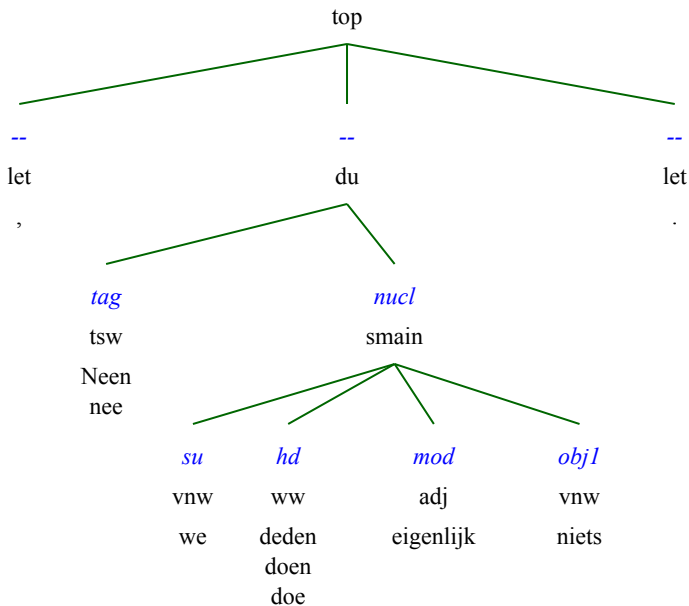 top
-- -- --
let du let
, .
tag nucl
tsw smain
Neen
nee
su hd mod obj1
vnw ww adj vnw
we deden eigenlijk niets
doen
doe